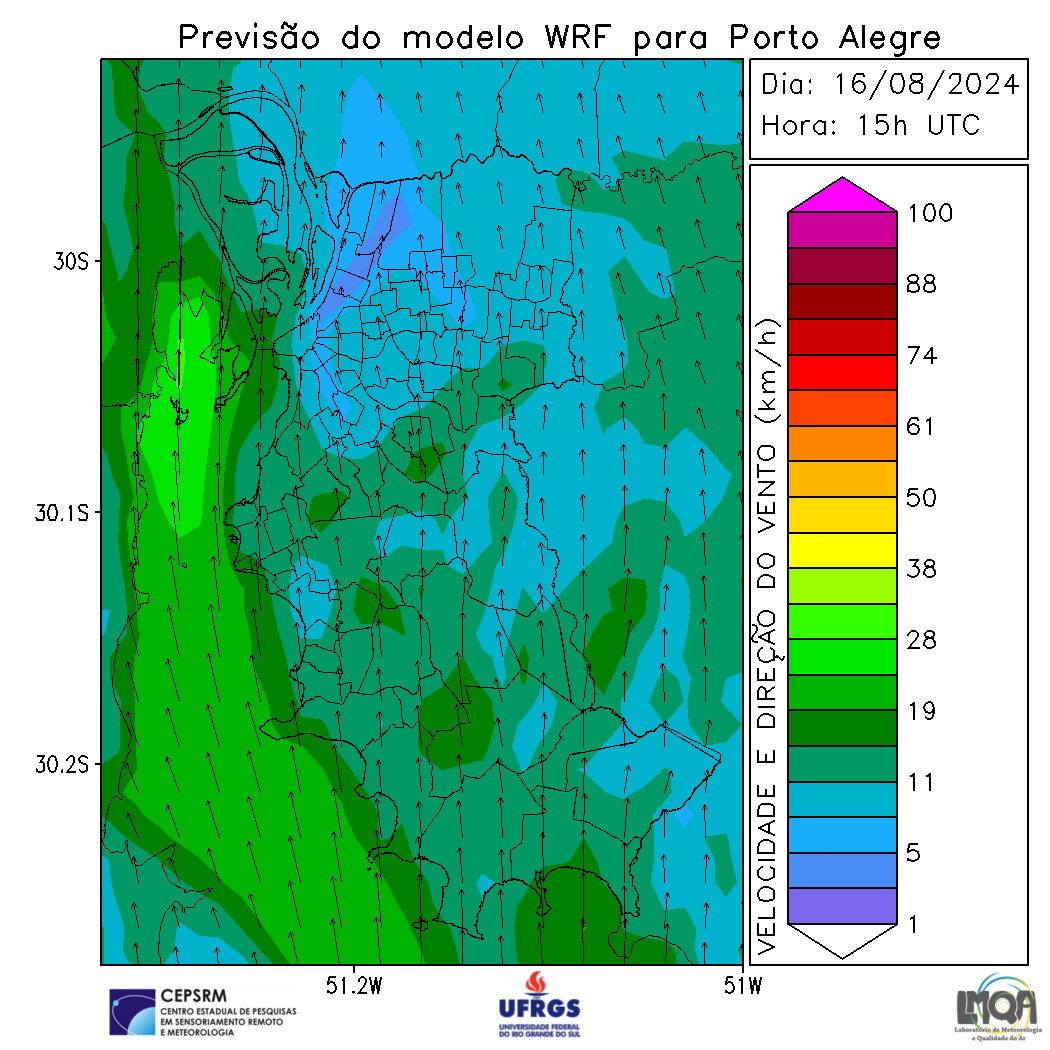 Previsão do modelo WRF para Porto Alegre
Dia: 16/08/2024
Hora: 15h UTC
30S
30.1S
30.2S
51.2W
51W
VELOCIDADE E DIREÇÃO DO VENTO (km/h)
100
88
74
61
50
38
28
19
11
5
1
CEPSRM
CENTRO ESTADUAL DE PESQUISAS
EM SENSORIAMENTO REMOTO
E METEOROLOGIA
UFRGS
UNIVERSIDADE FEDERAL
DO RIO GRANDE DO SUL
LMQA
Laboratório de Meteorologia
e Qualidade do Ar